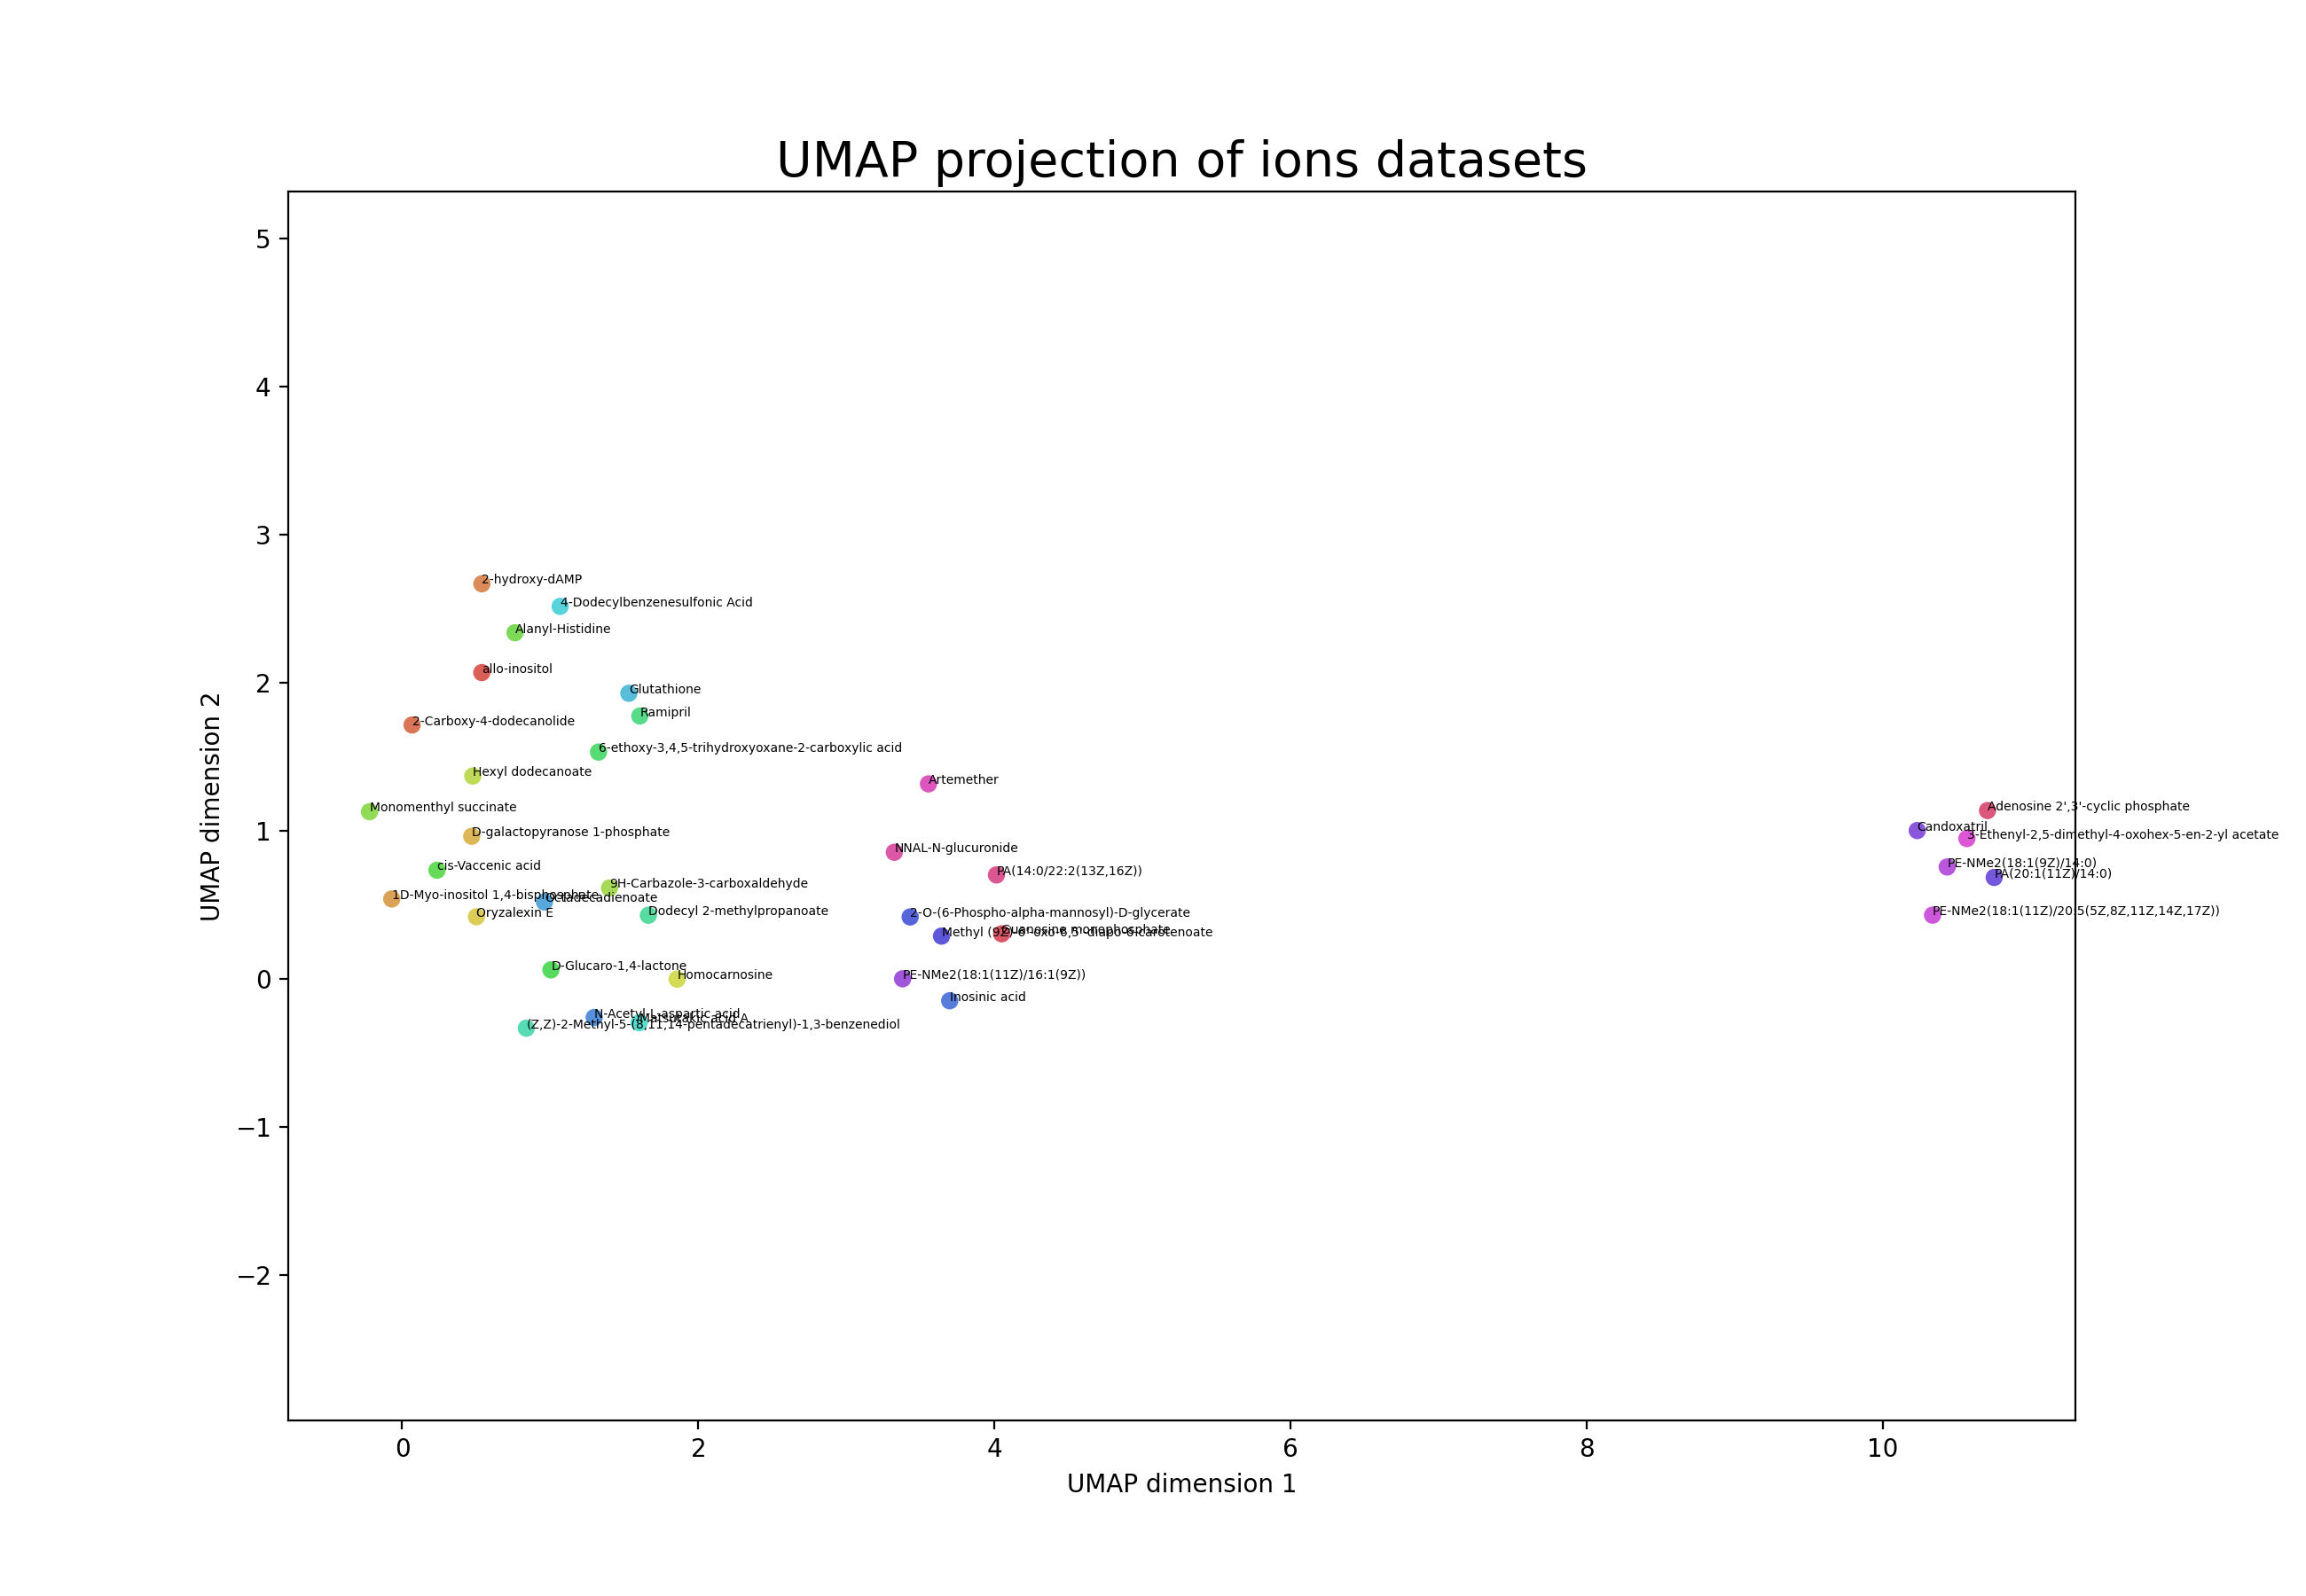 UMAP projection of ions datasets
5
4
3
2
1
0
−1
−2
UMAP dimension 2
2-hydroxy-dAMP
4-Dodecylbenzenesulfonic Acid
Alanyl-Histidine
allo-inositol
Glutathione
Ramipril
2-Carboxy-4-dodecanolide
6-ethoxy-3,4,5-trihydroxyoxane-2-carboxylic acid
Hexyl dodecanoate
Artemether
Monomenthyl succinate
Adenosine 2',3'-cyclic phosphate
Candoxatril
D-galactopyranose 1-phosphate
3-Ethenyl-2,5-dimethyl-4-oxohex-5-en-2-yl acetate
NNAL-N-glucuronide
cis-Vaccenic acid
PE-NMe2(18:1(9Z)/14:0)
PA(14:0/22:2(13Z,16Z))
PA(20:1(11Z)/14:0)
9H-Carbazole-3-carboxaldehyde
1D-Myo-inositol 1,4-bisphosphate
Octadecadienoate
Oryzalexin E
Dodecyl 2-methylpropanoate
2-O-(6-Phospho-alpha-mannosyl)-D-glycerate
PE-NMe2(18:1(11Z)/20:5(5Z,8Z,11Z,14Z,17Z))
Guanosine monophosphate
Methyl
D-Glucaro-1,4-lactone
Homocarnosine
PE-NMe2(18:1(11Z)/16:1(9Z))
Inosinic acid
N-Acetyl-L-aspartic acid
Matsutakic acid A
(Z,Z)-2-Methyl-5-(8,11,14-pentadecatrienyl)-1,3-benzenediol
0
2
4
6
8
10
UMAP dimension 1